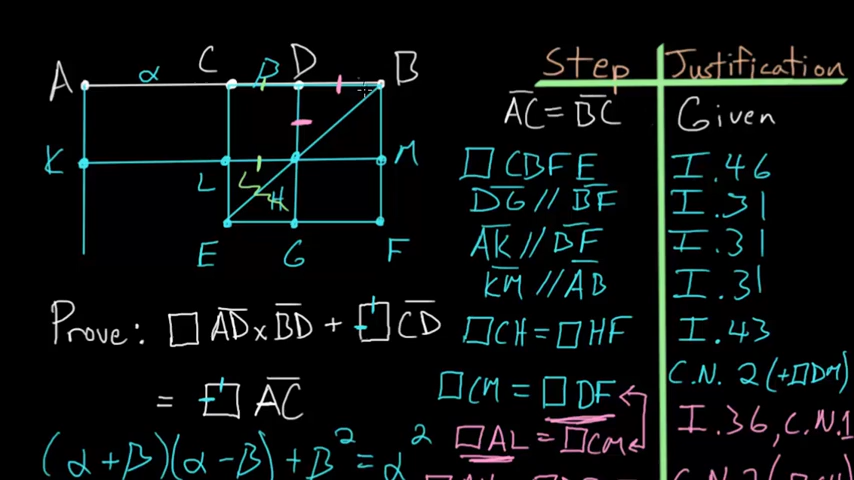 A α C β D B
K L H M
E G F
Prove: □ AD x BD + □ CD
= □ AC
(α + β)(α - β) + β² = α²
Step Justification
AC = BC Given
□ CBFE I.46
DG // BF I.31
AK // BF I.31
KM // AB I.31
□CH = □HF I.43
□CM = □DF C.N. 2 (+□DM)
□AL = □CM I.36, C.N.1